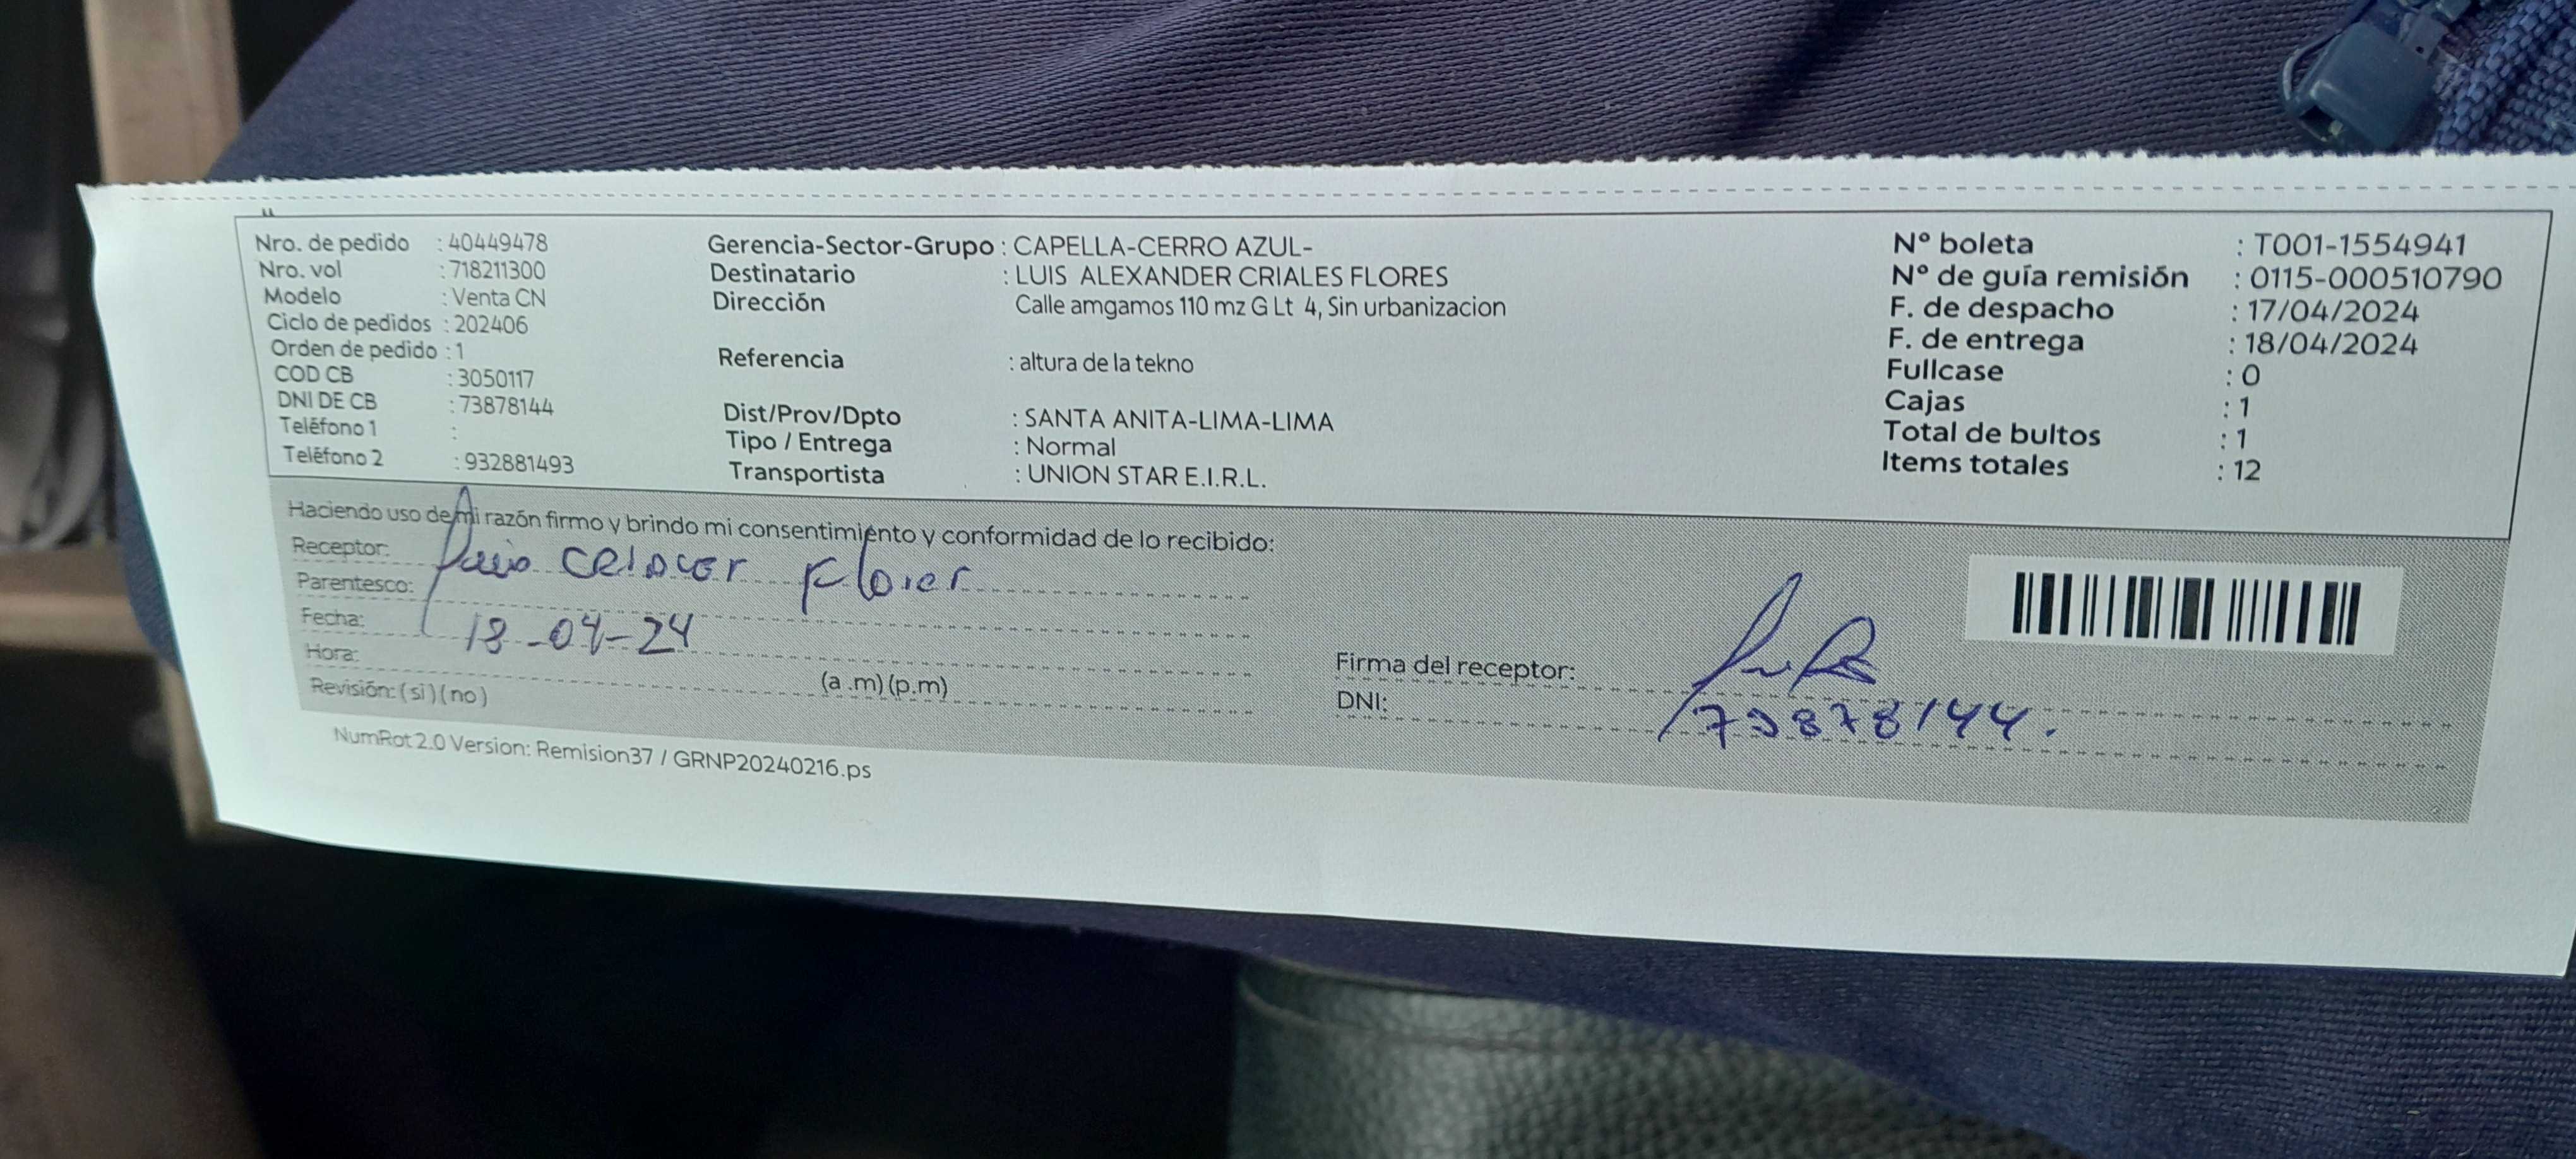 Nro. de pedido : 40449478
Nro. vol : 718211300
Modelo : Venta CN
Ciclo de pedidos : 202406
Orden de pedido : 1
COD CB : 3050117
DNI DE CB : 73878144
Teléfono 1 :
Teléfono 2 : 932881493
Gerencia-Sector-Grupo : CAPELLA-CERRO AZUL-
Destinatario : LUIS ALEXANDER CRIALES FLORES
Dirección Calle amgamos 110 mz G Lt 4, Sin urbanizacion
Referencia : altura de la tekno
Dist/Prov/Dpto : SANTA ANITA-LIMA-LIMA
Tipo / Entrega : Normal
Transportista : UNION STAR E.I.R.L.
N° boleta : T001-1554941
N° de guía remisión : 0115-000510790
F. de despacho : 17/04/2024
F. de entrega : 18/04/2024
Fullcase : 0
Cajas : 1
Total de bultos : 1
Items totales : 12
Haciendo uso de mi razón firmo y brindo mi consentimiento y conformidad de lo recibido:
Receptor:
Parentesco:
Fecha: 18-04-24
Hora: (a .m) (p.m)
Revisión: (si) (no)
Firma del receptor:
DNI: 73878144.
NumRot 2.0 Version: Remision37 / GRNP20240216.ps